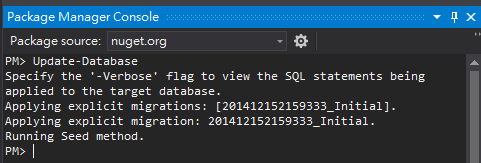 Package Manager Console
Package source: nuget.org
PM> Update-Database
Specify the '-Verbose' flag to view the SQL statements being
applied to the target database.
Applying explicit migrations: [201412152159333_Initial].
Applying explicit migration: 201412152159333_Initial.
Running Seed method.
PM>